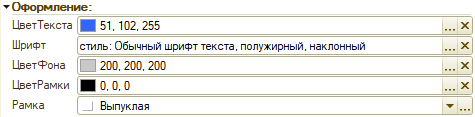 Оформление:
ЦветТекста 51, 102, 255 ... ×
Шрифт стиль: Обычный шрифт текста, полужирный, наклонный ... ×
ЦветФона 200, 200, 200 ... ×
ЦветРамки 0, 0, 0 ... ×
Рамка Выпуклая ...